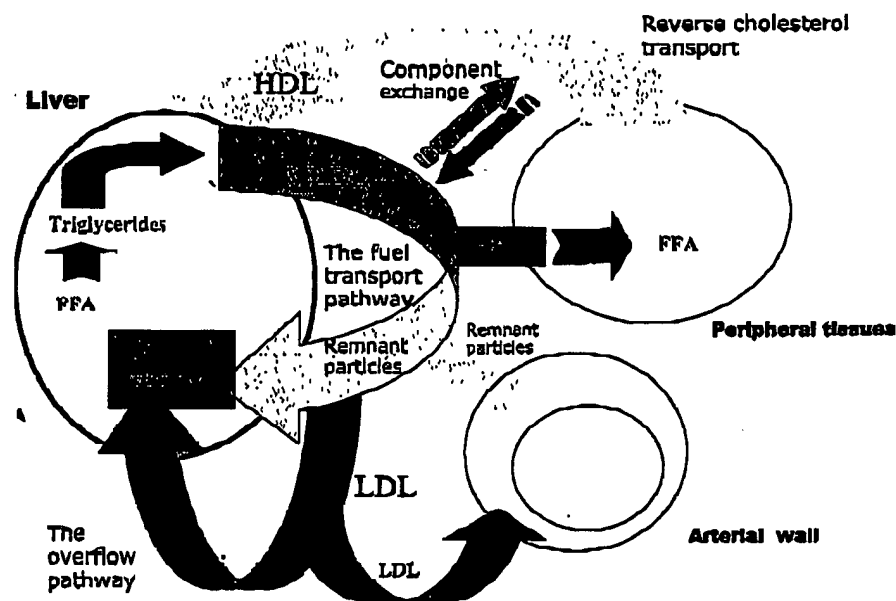 Reverse cholesterol
transport
HDL
Component
exchange
Liver
Triglycerides
FFA
The fuel
transport
pathway
FFA
Peripheral tissues
Remnant
particles
Remnant
particles
LDL
The
overflow
pathway
LDL
Arterial wall